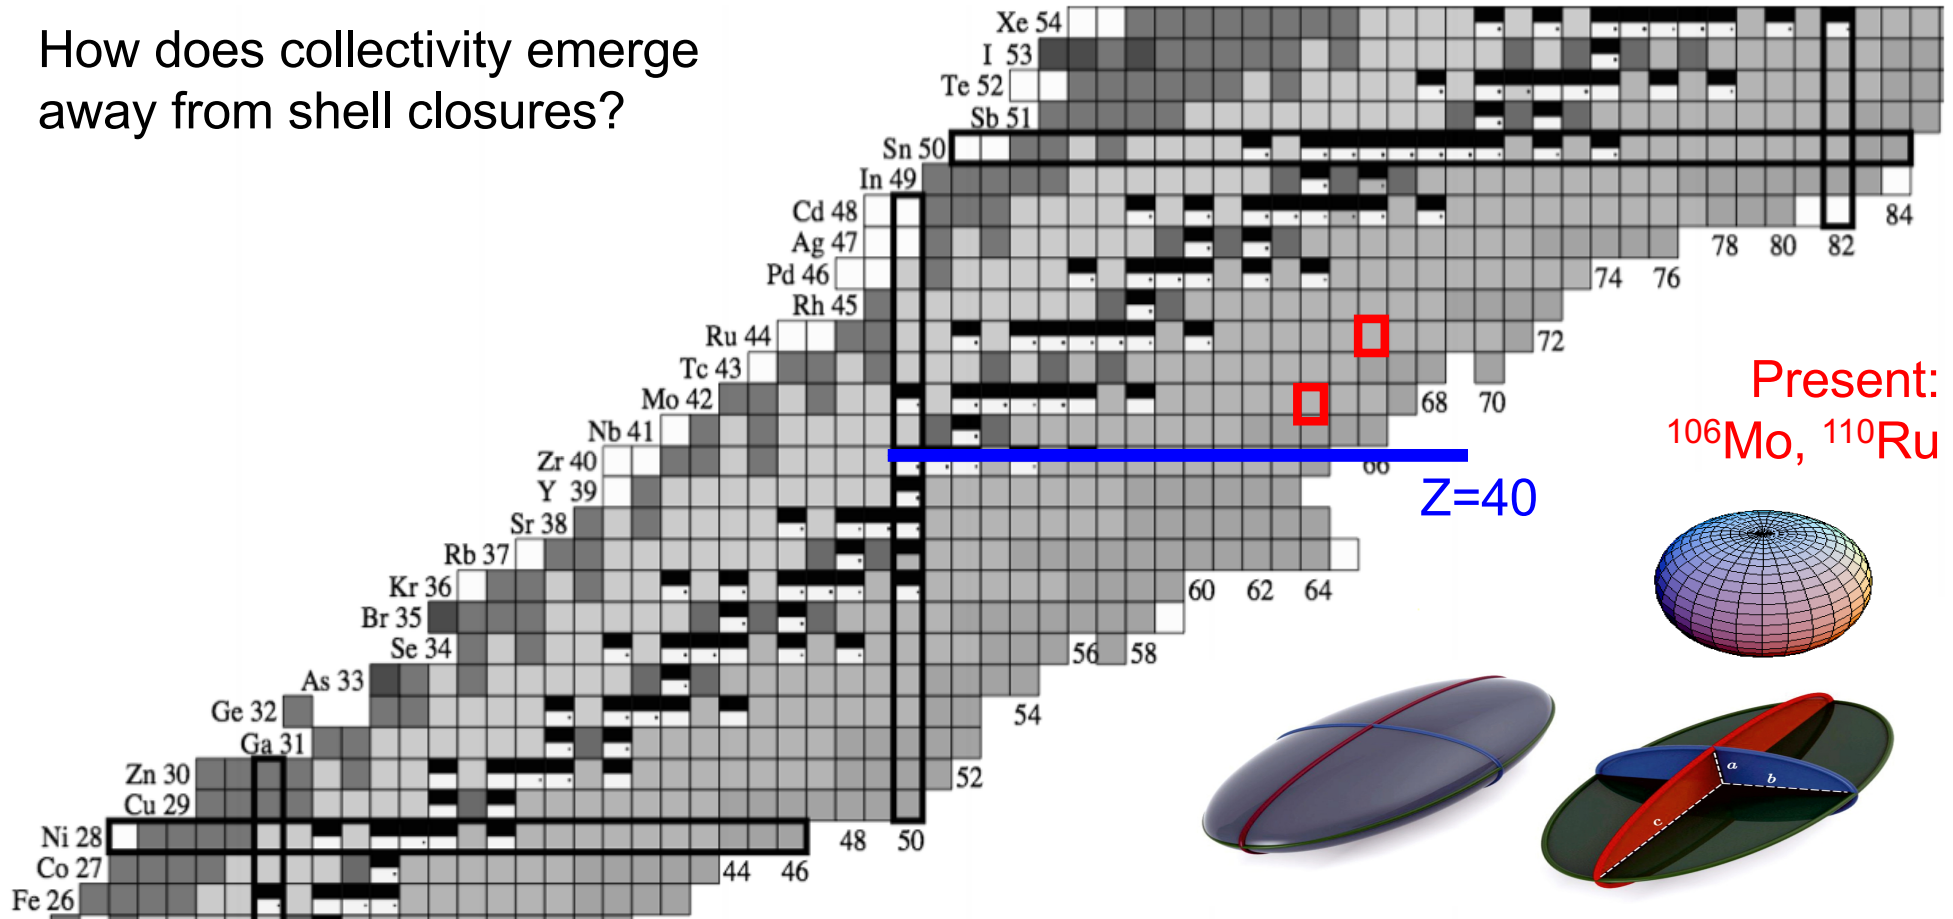 How does collectivity emerge
away from shell closures?
Xe 54
I 53
Te 52
Sb 51
Sn 50
In 49
Cd 48
84
Ag 47
78 80 82
Pd 46
74 76
Rh 45
Ru 44
72
Tc 43
Present:
Mo 42
68 70
106Mo, 110Ru
Nb 41
Zr 40
66
Z=40
Y 39
Sr 38
Rb 37
Kr 36
60 62 64
Br 35
Se 34
56 58
As 33
Ge 32
54
Ga 31
Zn 30
52
a
b
Cu 29
c
Ni 28
48 50
Co 27
44 46
Fe 26